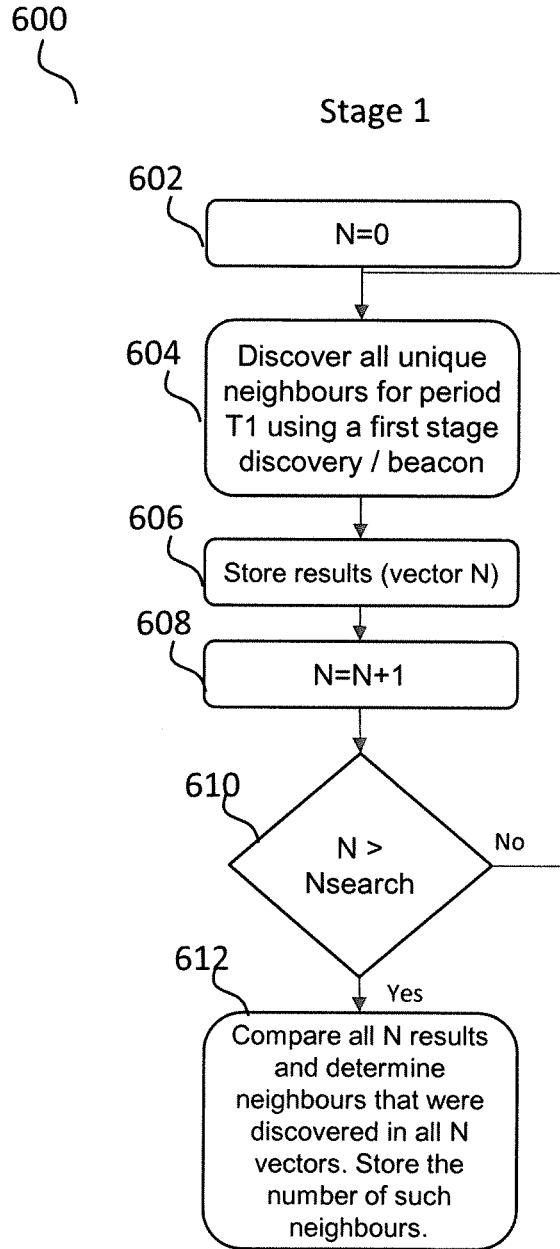 600
Stage 1
602
N=0
604
Discover all unique
neighbours for period
T1 using a first stage
discovery / beacon
606
Store results (vector N)
608
N=N+1
610
N >
Nsearch
No
612
Yes
Compare all N results
and determine
neighbours that were
discovered in all N
vectors. Store the
number of such
neighbours.